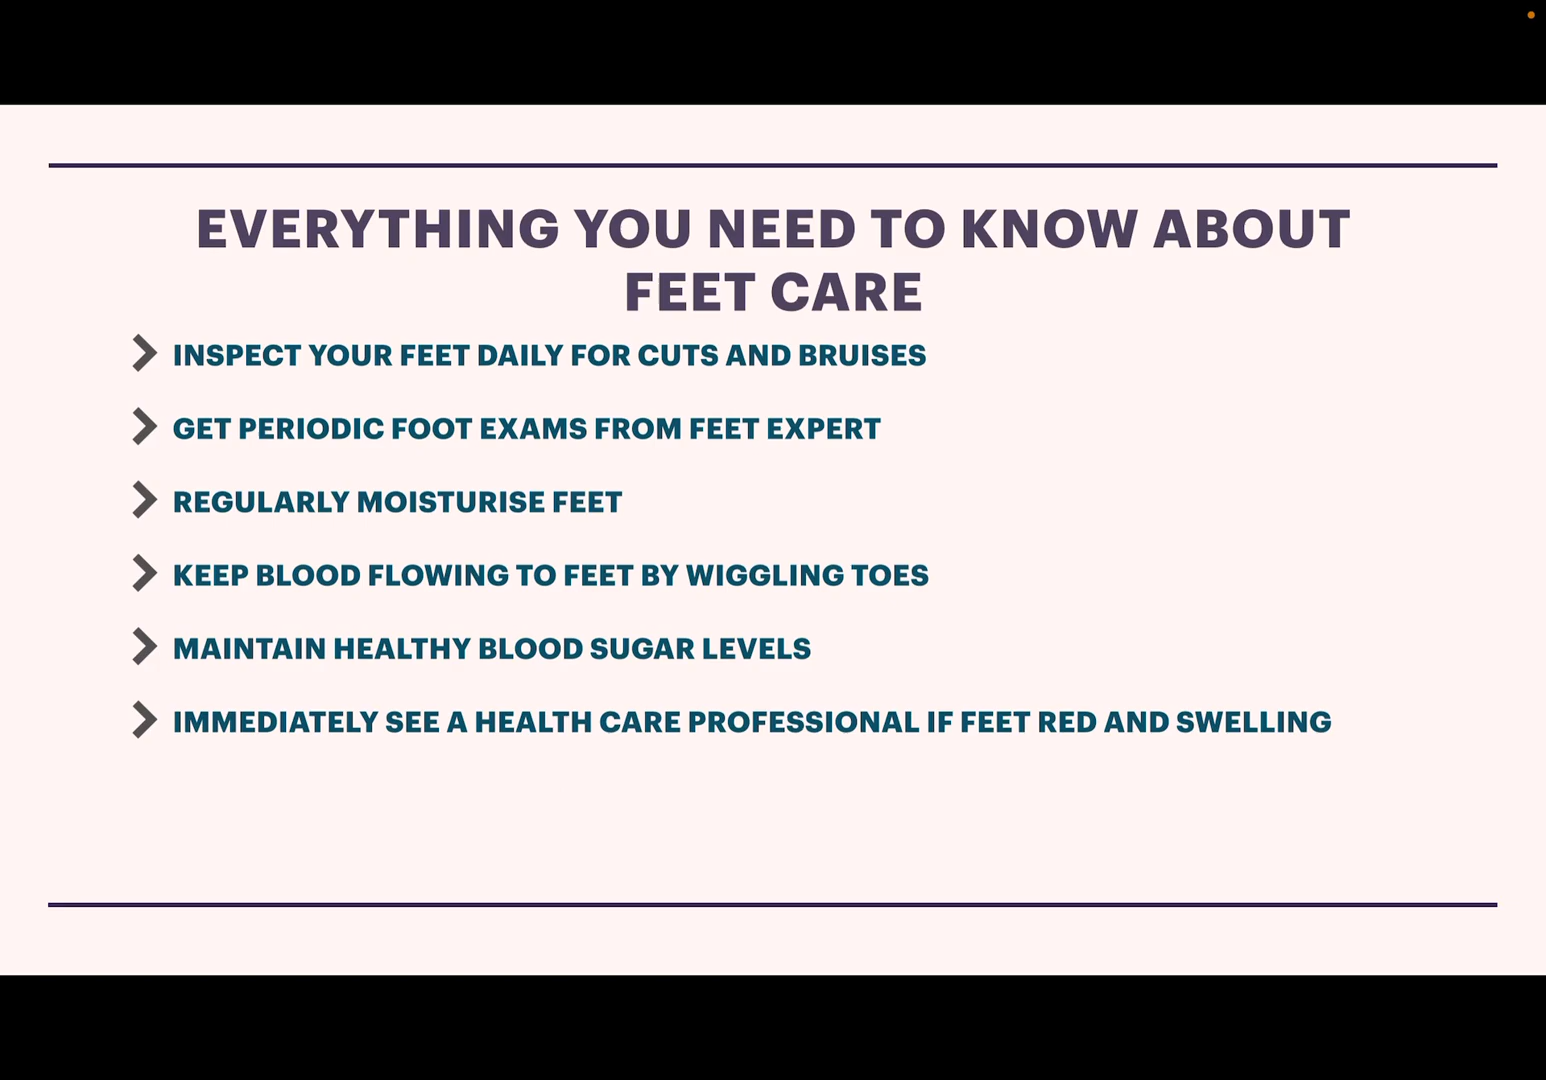 EVERYTHING YOU NEED TO KNOW ABOUT
FEET CARE
INSPECT YOUR FEET DAILY FOR CUTS AND BRUISES
GET PERIODIC FOOT EXAMS FROM FEET EXPERT
REGULARLY MOISTURISE FEET
KEEP BLOOD FLOWING TO FEET BY WIGGLING TOES
MAINTAIN HEALTHY BLOOD SUGAR LEVELS
IMMEDIATELY SEE A HEALTH CARE PROFESSIONAL IF FEET RED AND SWELLING